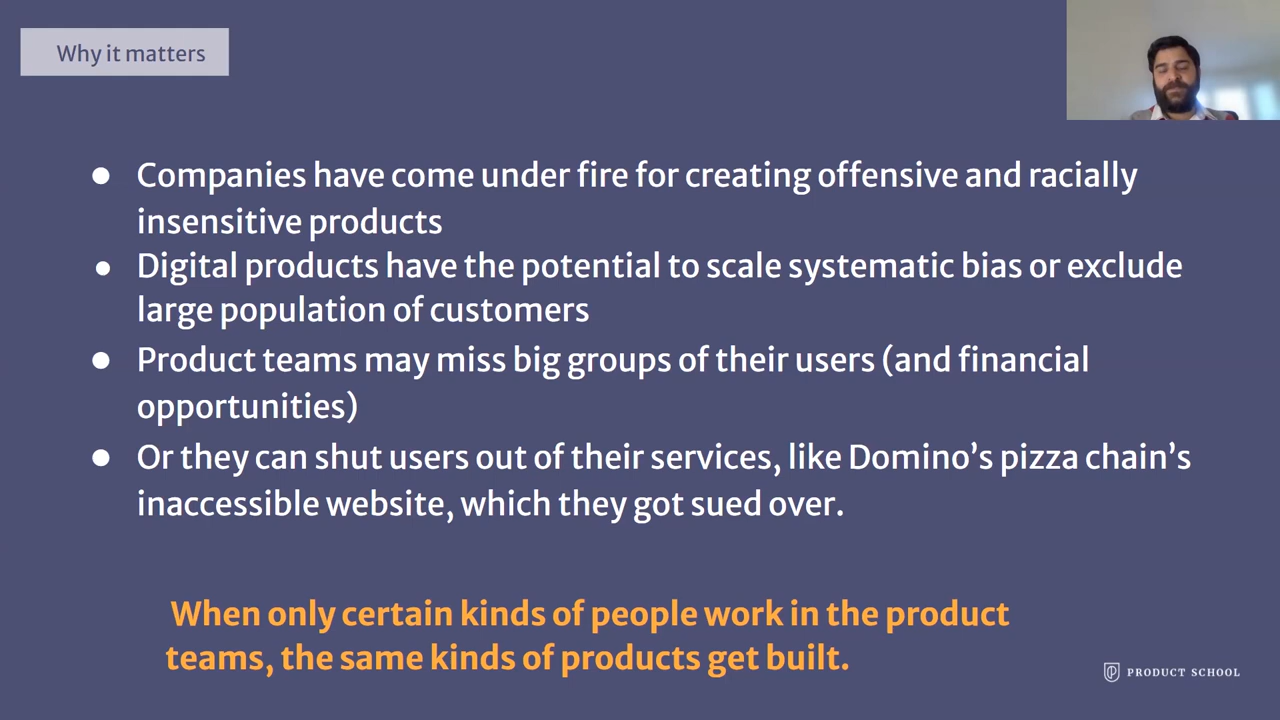 Why it matters
● Companies have come under fire for creating offensive and racially
insensitive products
● Digital products have the potential to scale systematic bias or exclude
large population of customers
● Product teams may miss big groups of their users (and financial
opportunities)
● Or they can shut users out of their services, like Domino’s pizza chain’s
inaccessible website, which they got sued over.
When only certain kinds of people work in the product
teams, the same kinds of products get built.
PRODUCT SCHOOL